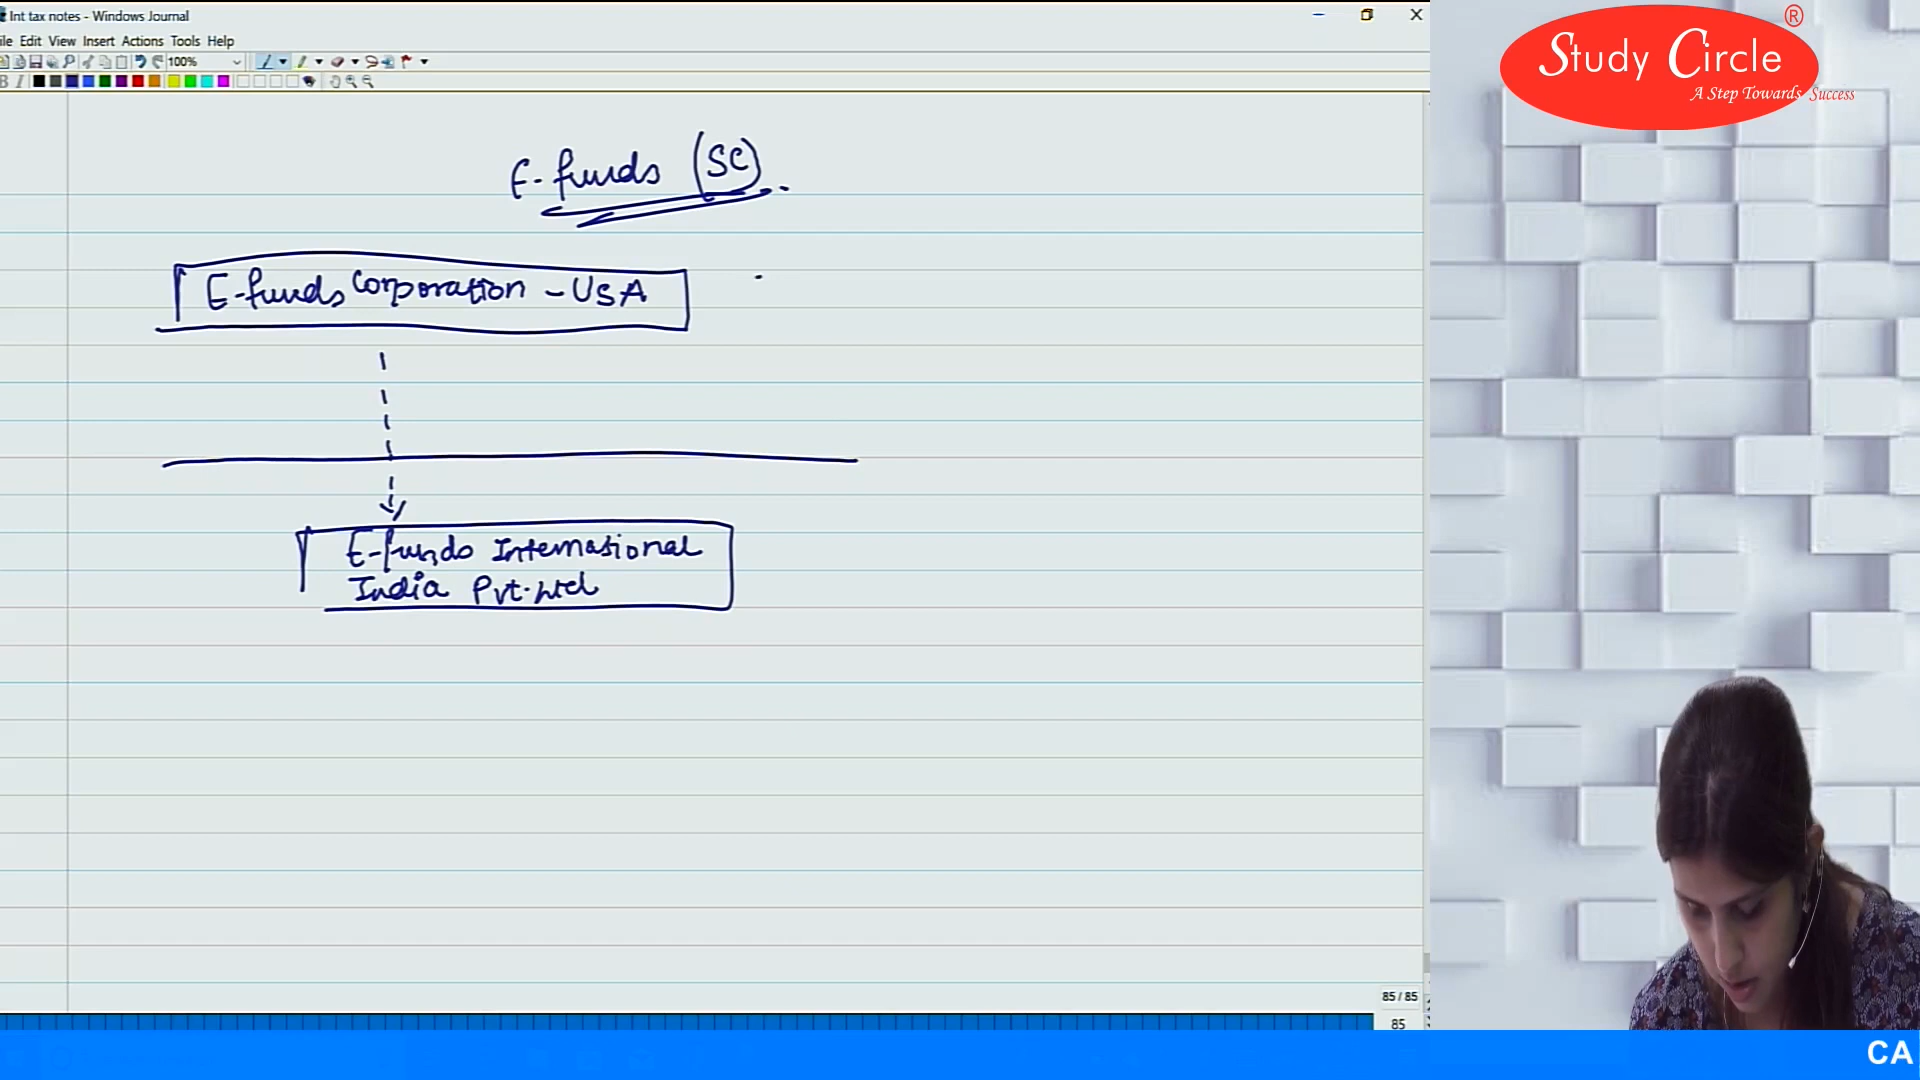 Int tax notes - Windows Journal
ile Edit View Insert Actions Tools Help
100%
B I
E-funds (SC)
E-funds Corporation - USA
E-funds International
India Pvt. Ltd
85 / 85
85
Study Circle ®
A Step Towards Success
CA